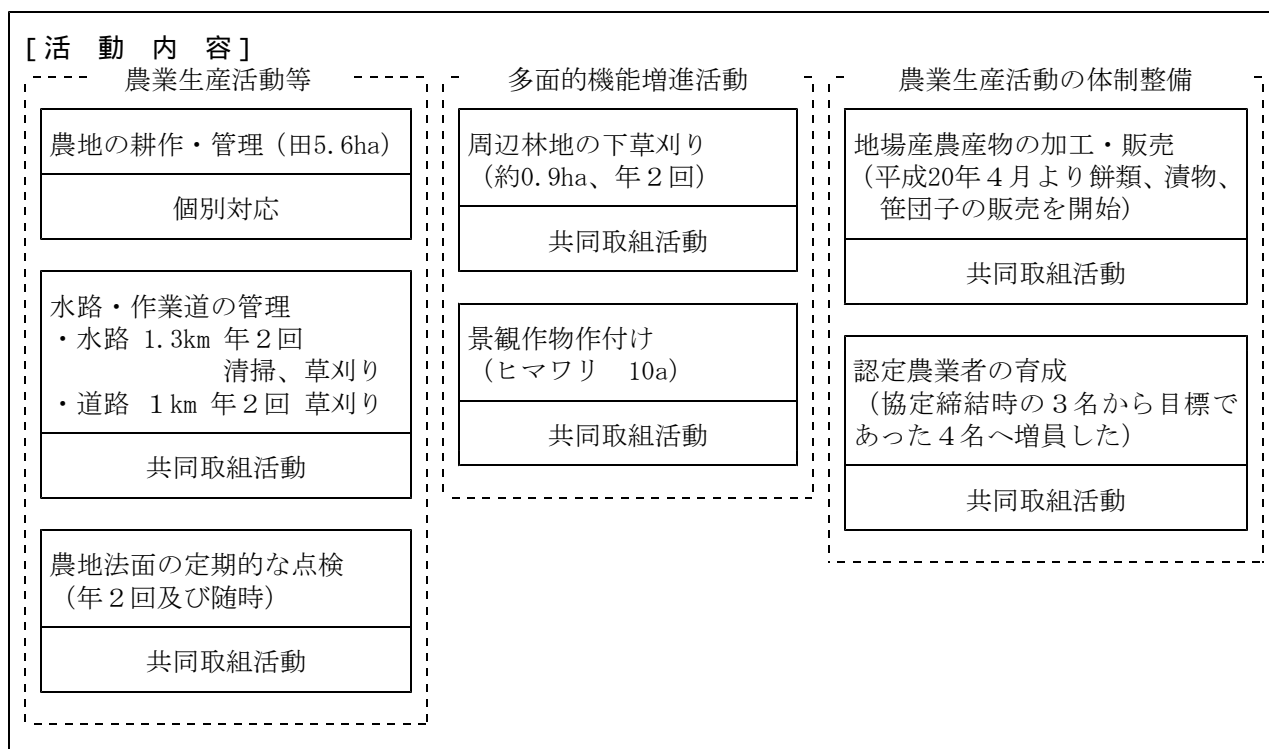 [活 動 内 容]
農業生産活動等
農地の耕作・管理（田5.6ha）
個別対応
水路・作業道の管理
・水路 1.3km 年２回
清掃、草刈り
・道路 １km 年２回 草刈り
共同取組活動
農地法面の定期的な点検
（年２回及び随時）
共同取組活動
多面的機能増進活動
周辺林地の下草刈り
（約0.9ha、年２回）
共同取組活動
景観作物作付け
（ヒマワリ　10a）
共同取組活動
農業生産活動の体制整備
地場産農産物の加工・販売
（平成20年４月より餅類、漬物、
笹団子の販売を開始）
共同取組活動
認定農業者の育成
（協定締結時の３名から目標で
あった４名へ増員した）
共同取組活動